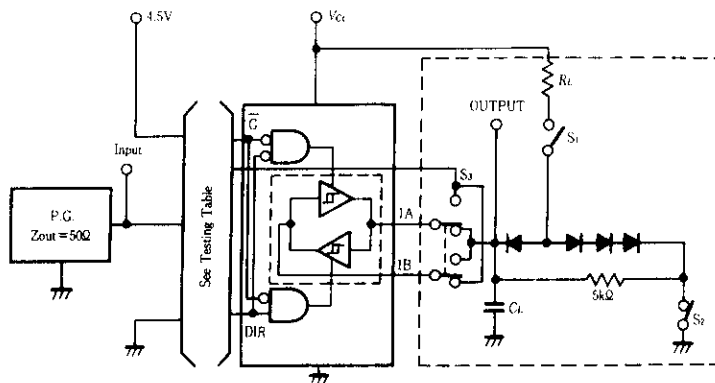 4.5V
Vcc
RL
OUTPUT
S1
G
Input
S3
P.G.
Zout=50Ω
See Testing Table
1A
1B
5kΩ
CL
S2
DIR